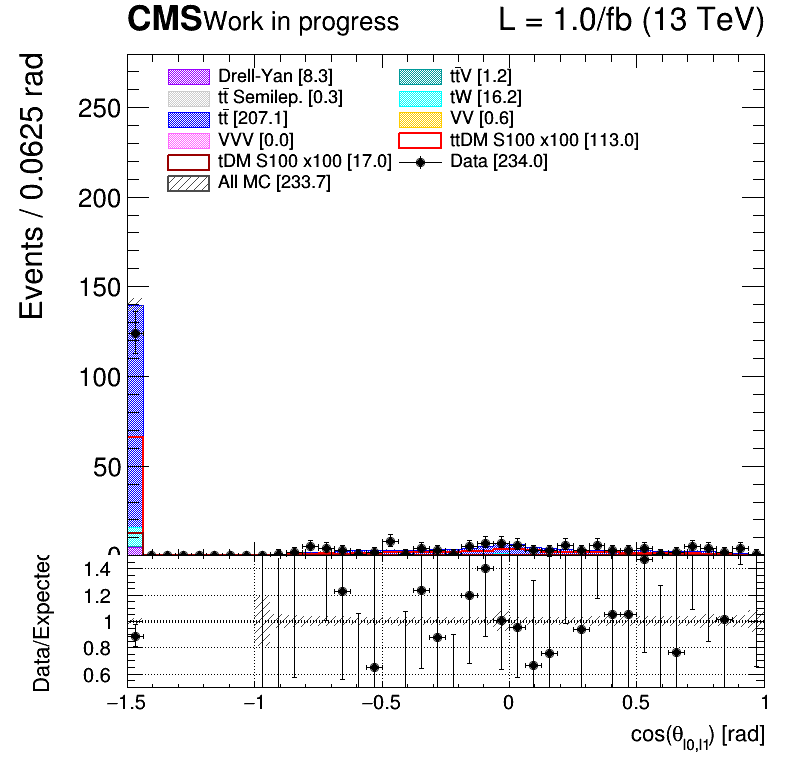 CMS Work in progress L = 1.0/fb (13 TeV)
Events / 0.0625 rad
250
200
150
100
50
0
Drell-Yan [8.3]
tt̄V [1.2]
tt̄ Semilep. [0.3]
tW [16.2]
tt̄ [207.1]
VV [0.6]
VVV [0.0]
ttDM S100 x100 [113.0]
tDM S100 x100 [17.0]
Data [234.0]
All MC [233.7]
Data/Expected
1.4
1.2
1
0.8
0.6
−1.5 −1 −0.5 0 0.5 1
cos(θl0,l1) [rad]